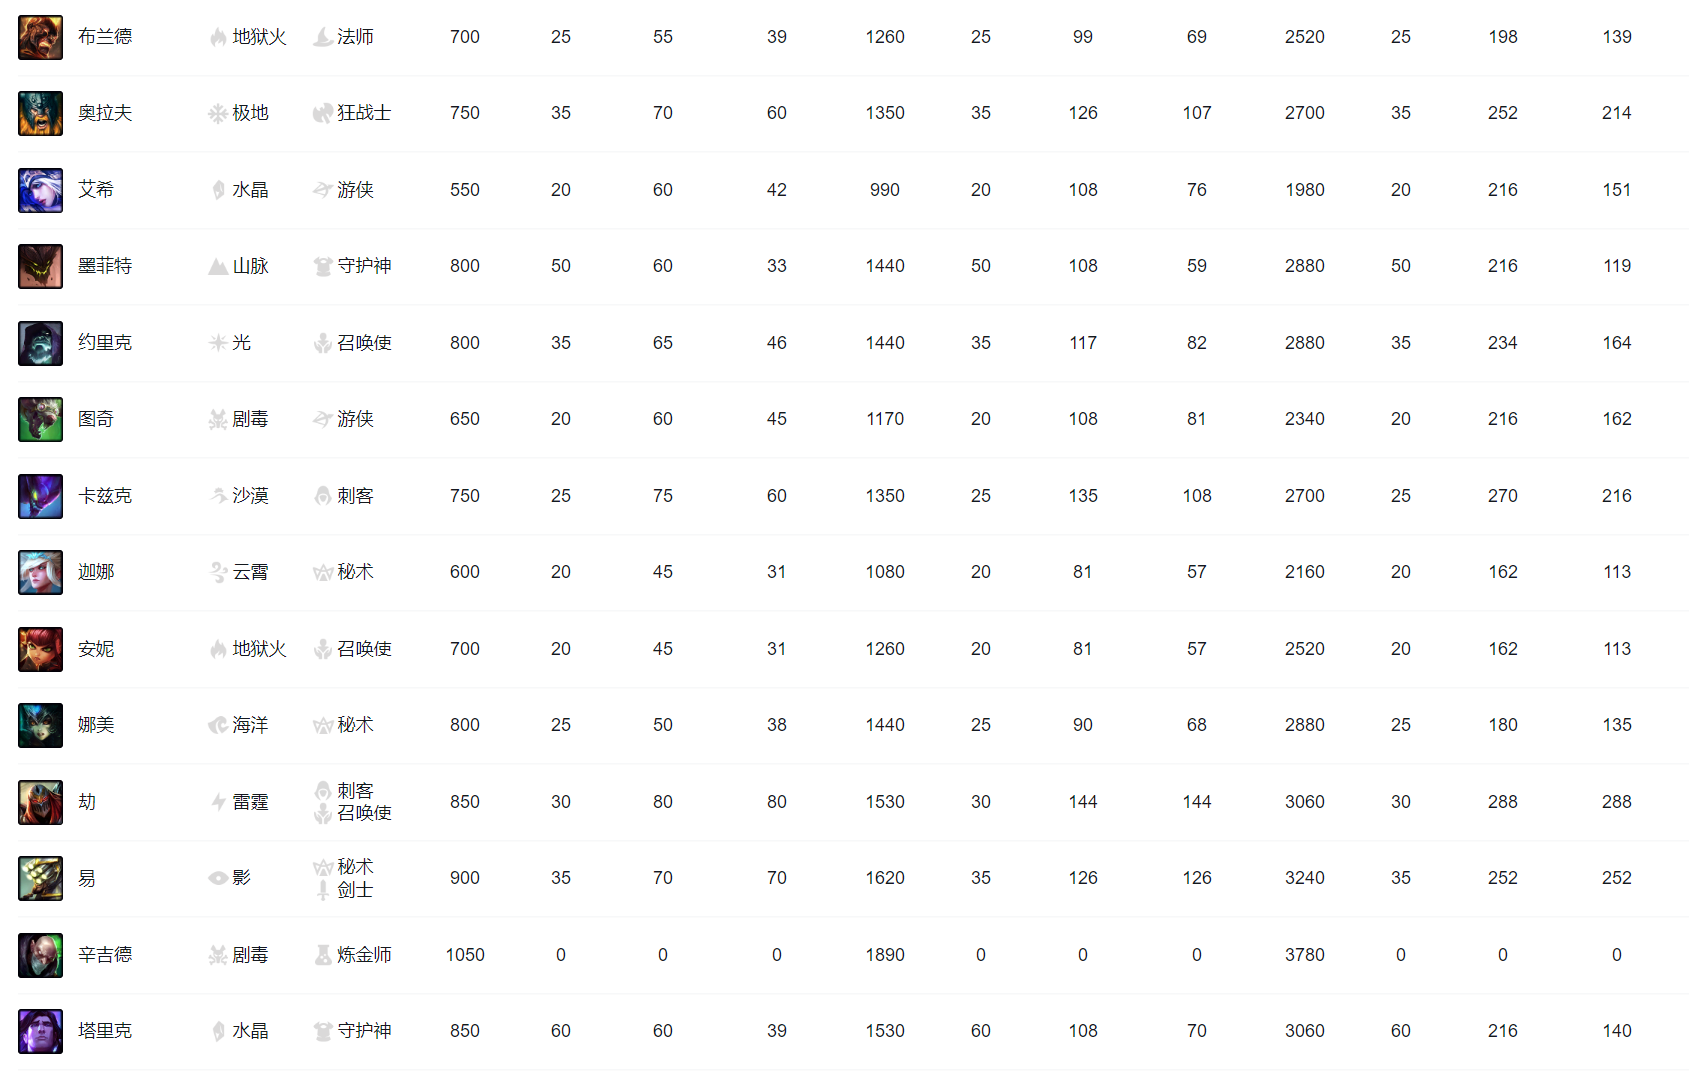 布兰德 地狱火 法师 700 25 55 39 1260 25 99 69 2520 25 198 139
奥拉夫 极地 狂战士 750 35 70 60 1350 35 126 107 2700 35 252 214
艾希 水晶 游侠 550 20 60 42 990 20 108 76 1980 20 216 151
墨菲特 山脉 守护神 800 50 60 33 1440 50 108 59 2880 50 216 119
约里克 光 召唤使 800 35 65 46 1440 35 117 82 2880 35 234 164
图奇 剧毒 游侠 650 20 60 45 1170 20 108 81 2340 20 216 162
卡兹克 沙漠 刺客 750 25 75 60 1350 25 135 108 2700 25 270 216
迦娜 云霄 秘术 600 20 45 31 1080 20 81 57 2160 20 162 113
安妮 地狱火 召唤使 700 20 45 31 1260 20 81 57 2520 20 162 113
娜美 海洋 秘术 800 25 50 38 1440 25 90 68 2880 25 180 135
劫 雷霆 刺客 850 30 80 80 1530 30 144 144 3060 30 288 288
召唤使
易 影 秘术 900 35 70 70 1620 35 126 126 3240 35 252 252
剑士
辛吉德 剧毒 炼金师 1050 0 0 0 1890 0 0 0 3780 0 0 0
塔里克 水晶 守护神 850 60 60 39 1530 60 108 70 3060 60 216 140